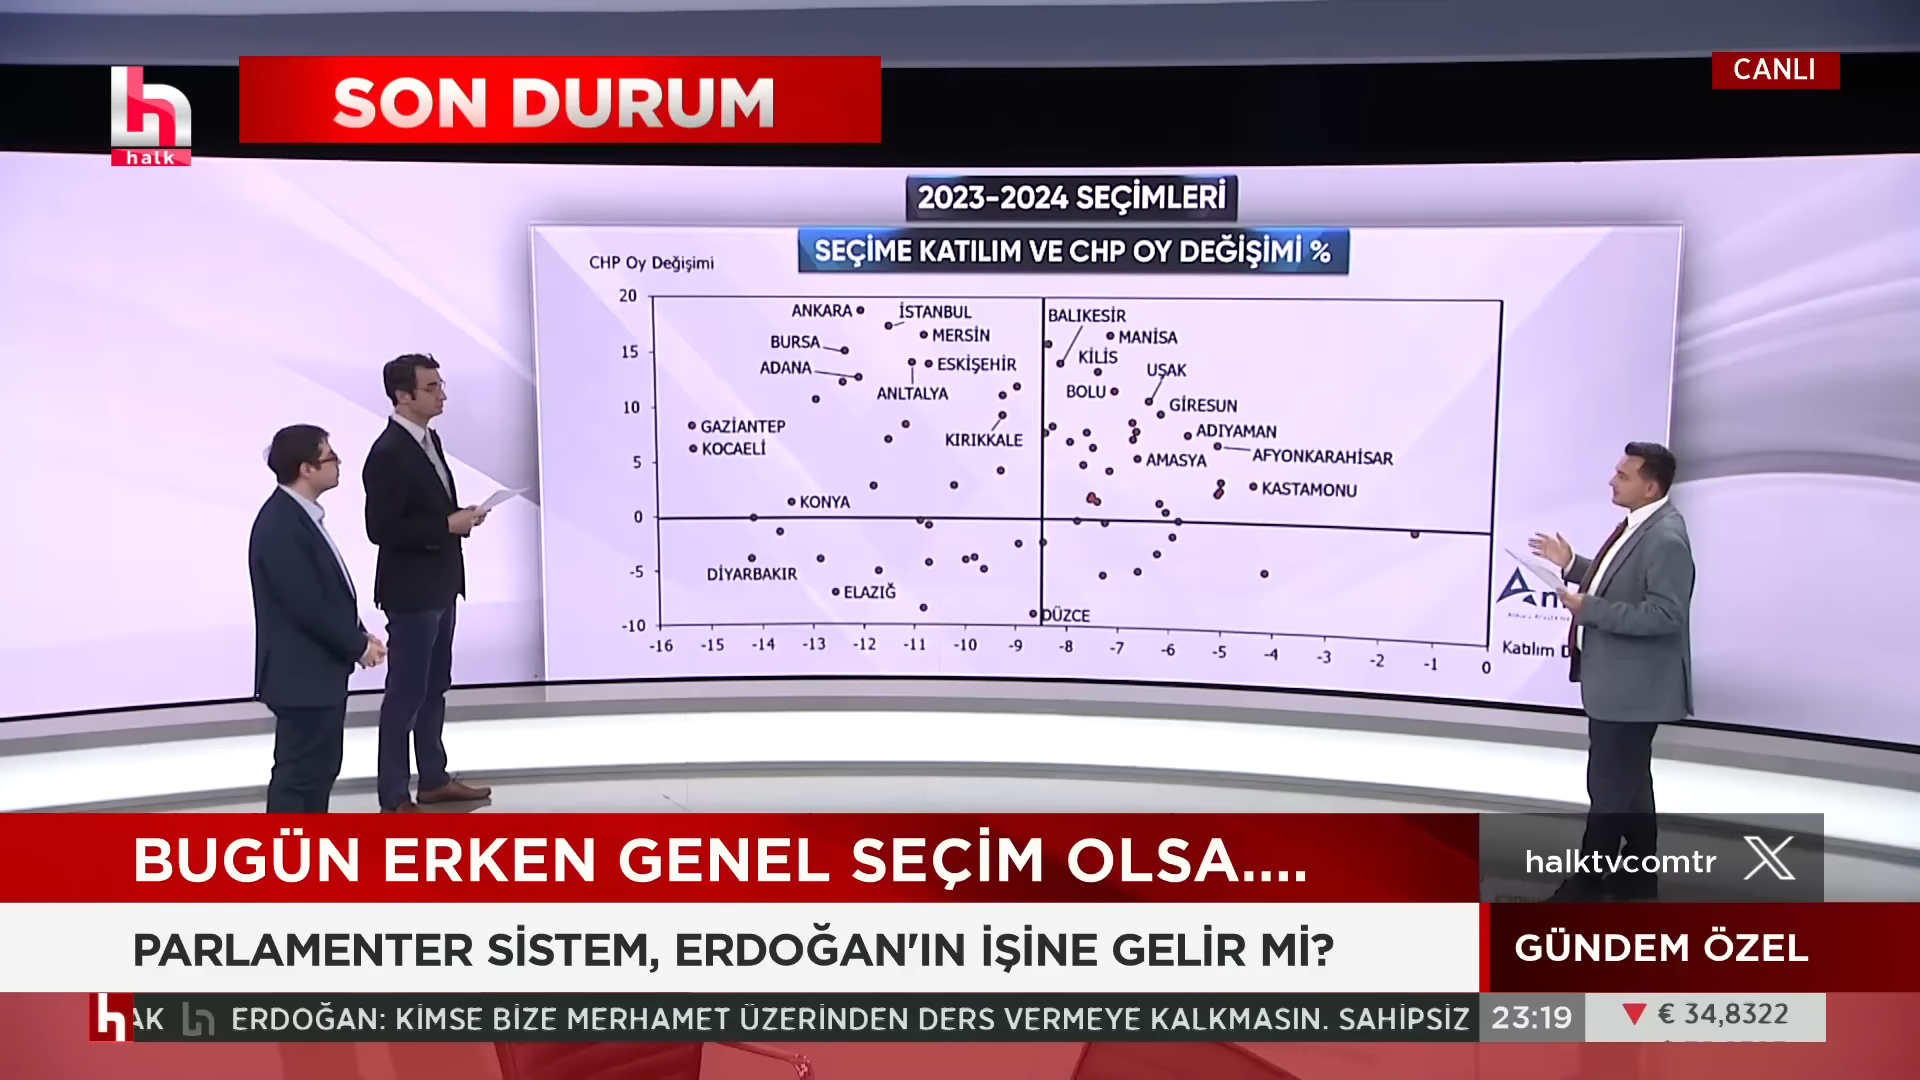 SON DURUM
CANLI
halk
2023-2024 SEÇİMLERİ
SEÇİME KATILIM VE CHP OY DEĞİŞİMİ %
CHP Oy Değişimi
20
15
10
5
0
-5
-10
ANKARA
İSTANBUL
MERSİN
BURSA
ADANA
ESKİŞEHİR
ANLTALYA
GAZİANTEP
KOCAELİ
KIRIKKALE
KONYA
DİYARBAKIR
ELAZIĞ
DÜZCE
BALIKESİR
MANİSA
KİLİS
UŞAK
BOLU
GİRESUN
ADIYAMAN
AFYONKARAHİSAR
AMASYA
KASTAMONU
-16 -15 -14 -13 -12 -11 -10 -9 -8 -7 -6 -5 -4 -3 -2 -1 0
Katılım D
An
BUGÜN ERKEN GENEL SEÇİM OLSA....
halktvcomtr
PARLAMENTER SİSTEM, ERDOĞAN'IN İŞİNE GELİR Mİ?
GÜNDEM ÖZEL
AK ERDOĞAN: KİMSE BİZE MERHAMET ÜZERİNDEN DERS VERMEYE KALKMASIN. SAHİPSİZ
23:19
€ 34,8322